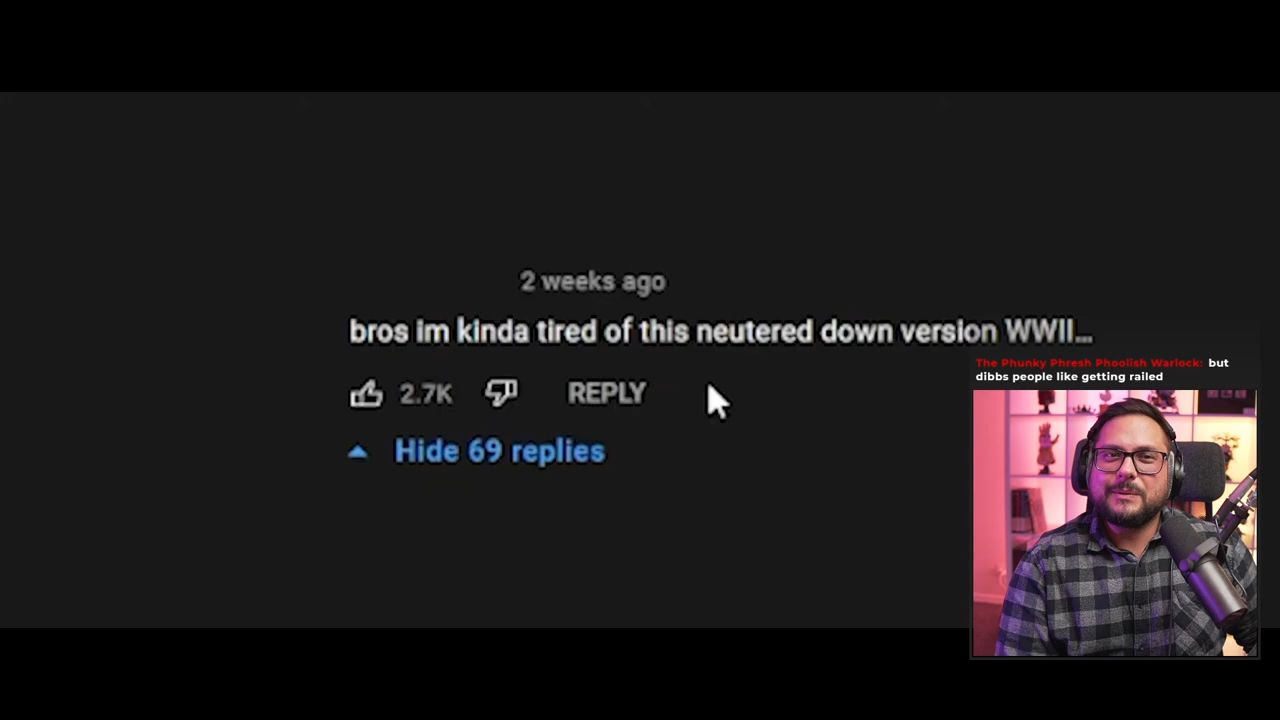 2 weeks ago
bros im kinda tired of this neutered down version WWII...
2.7K REPLY
Hide 69 replies
The Phunky Phresh Phoolish Warlock: but
dibbs people like getting railed